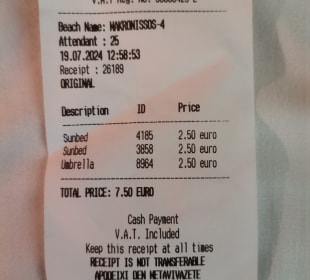 Beach Name: MAKRONISSOS-4
Attendant : 25
19.07.2024 12:58:53
Receipt : 26189
ORIGINAL
Description ID Price
Sunbed 4185 2.50 euro
Sunbed 3858 2.50 euro
Umbrella 8964 2.50 euro
TOTAL PRICE: 7.50 EURO
Cash Payment
V.A.T. Included
Keep this receipt at all times
RECEIPT IS NOT TRANSFERABLE
APODEIXI DEN METAVIVAZETE